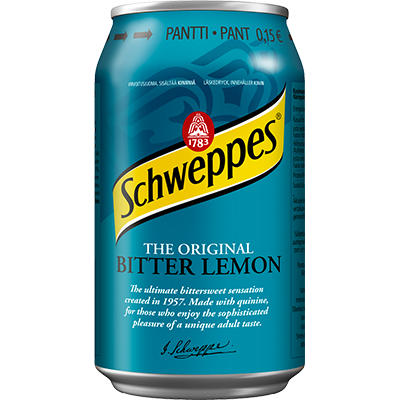 PANTTI • PANT 0,15 €
VIRVOITUSJUOMA, SISÄLTÄÄ KINIINIÄ LÄSKEDRYCK, INNEHÅLLER KININ
1783
Schweppes®
THE ORIGINAL
BITTER LEMON
The ultimate bittersweet sensation
created in 1957. Made with quinine,
for those who enjoy the sophisticated
pleasure of a unique adult taste.
J. Schweppe